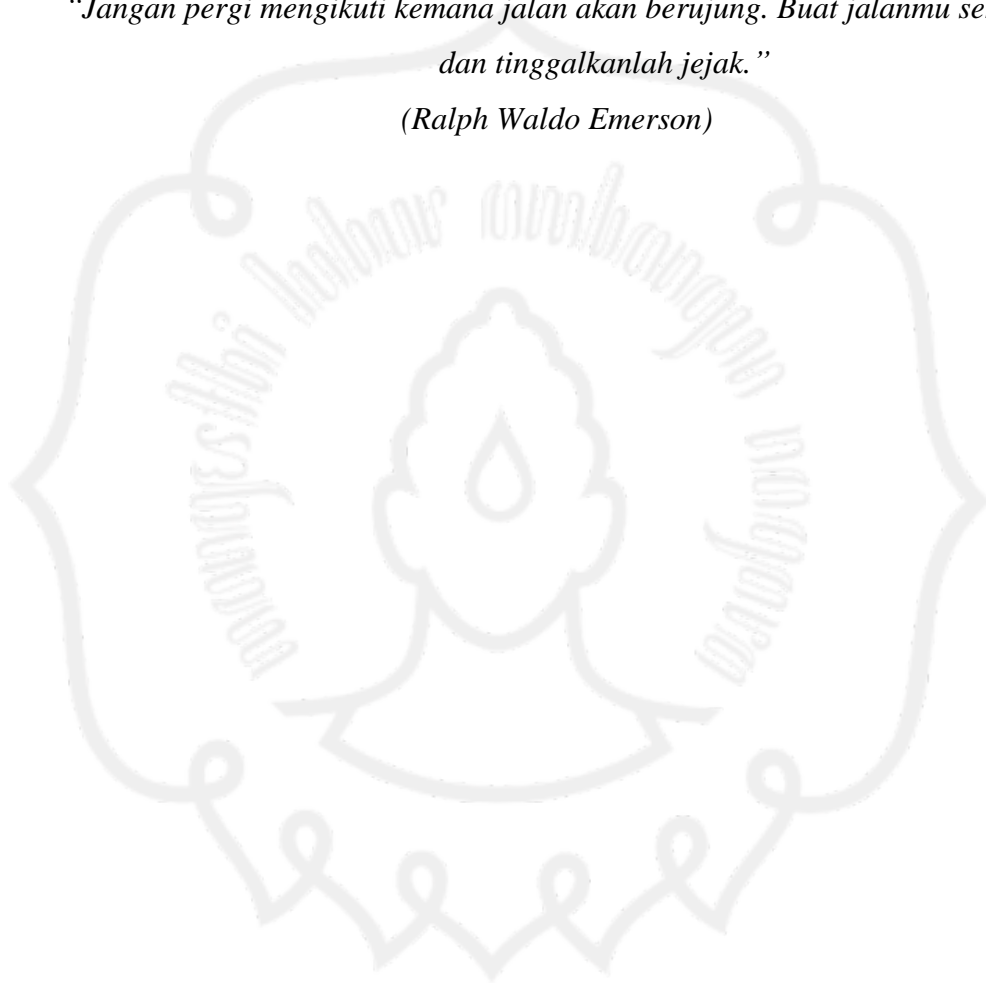 “Jangan pergi mengikuti kemana jalan akan berujung. Buat jalanmu
dan tinggalkanlah jejak.”
(Ralph Waldo Emerson)